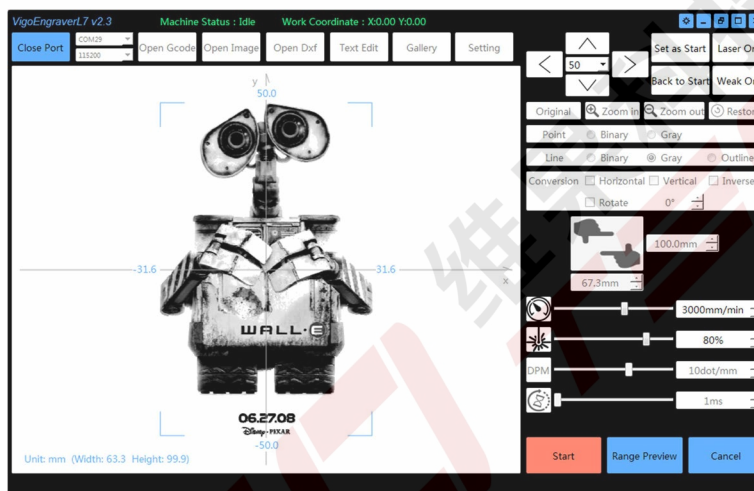 VigoEngraverL7 v2.3
Machine Status : Idle
Work Coordinate : X:0.00 Y:0.00
Close Port
COM29
115200
Open Gcode
Open Image
Open Dxf
Text Edit
Gallery
Setting
50
Set as Start
Laser On
Back to Start
Weak On
Original
Zoom in
Zoom out
Restor
Point
Binary
Gray
Line
Binary
Gray
Outline
Conversion
Horizontal
Vertical
Inverse
Rotate
0°
100.0mm
67.3mm
3000mm/min
80%
DPM
10dot/mm
1ms
Start
Range Preview
Cancel
y
50.0
-31.6
31.6
x
WALL·E
06.27.08
Disney·PIXAR
-50.0
Unit: mm (Width: 63.3 Height: 99.9)